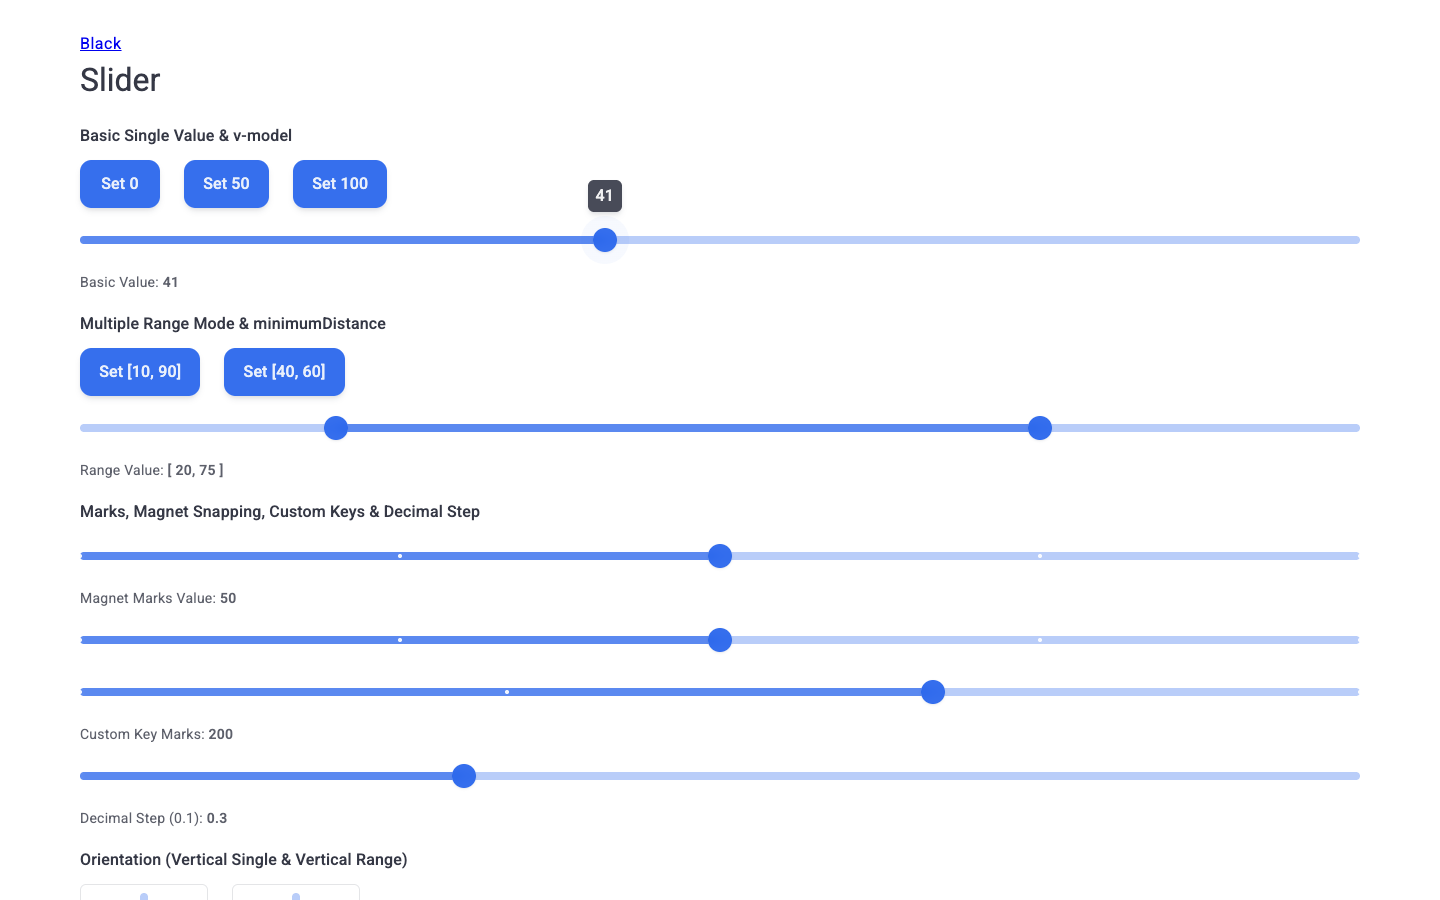 Black
Slider
Basic Single Value & v-model
Set 0
Set 50
Set 100
41
Basic Value: 41
Multiple Range Mode & minimumDistance
Set [10, 90]
Set [40, 60]
Range Value: [ 20, 75 ]
Marks, Magnet Snapping, Custom Keys & Decimal Step
Magnet Marks Value: 50
Custom Key Marks: 200
Decimal Step (0.1): 0.3
Orientation (Vertical Single & Vertical Range)